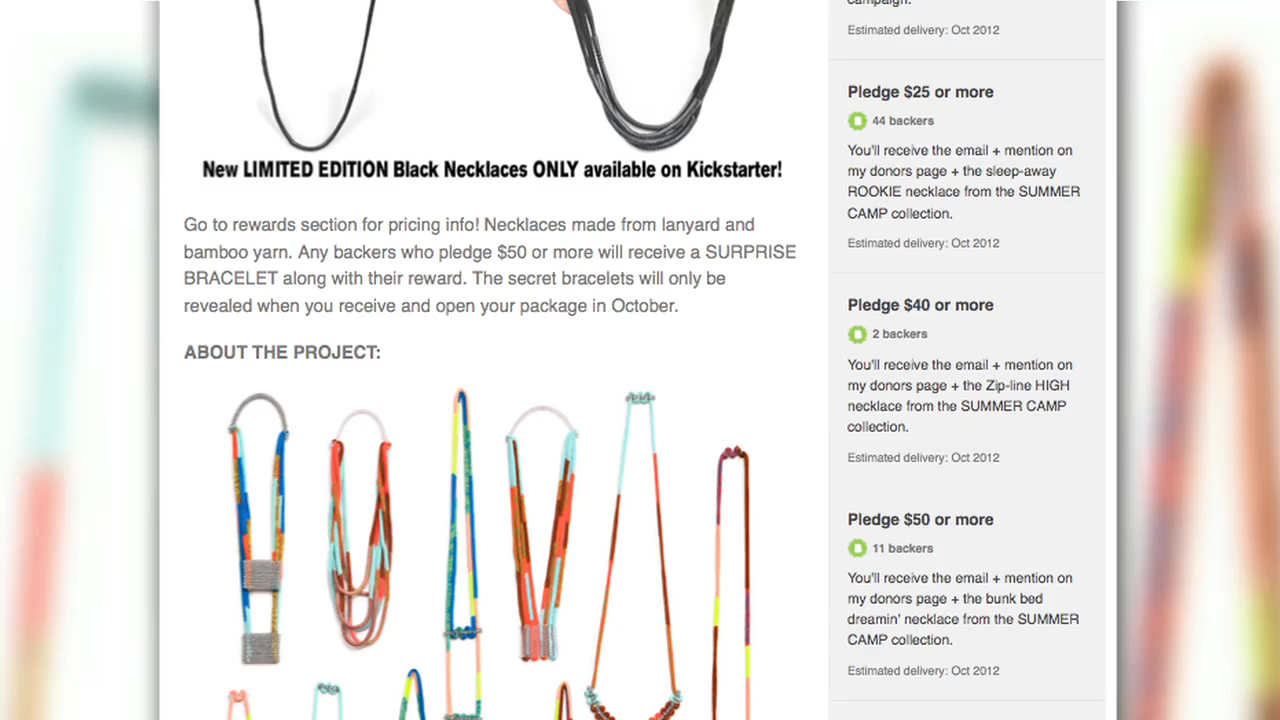 New LIMITED EDITION Black Necklaces ONLY available on Kickstarter!
Go to rewards section for pricing info! Necklaces made from lanyard and
bamboo yarn. Any backers who pledge $50 or more will receive a SURPRISE
BRACELET along with their reward. The secret bracelets will only be
revealed when you receive and open your package in October.
ABOUT THE PROJECT:
campaign.
Estimated delivery: Oct 2012
Pledge $25 or more
44 backers
You'll receive the email + mention on
my donors page + the sleep-away
ROOKIE necklace from the SUMMER
CAMP collection.
Estimated delivery: Oct 2012
Pledge $40 or more
2 backers
You'll receive the email + mention on
my donors page + the Zip-line HIGH
necklace from the SUMMER CAMP
collection.
Estimated delivery: Oct 2012
Pledge $50 or more
11 backers
You'll receive the email + mention on
my donors page + the bunk bed
dreamin' necklace from the SUMMER
CAMP collection.
Estimated delivery: Oct 2012